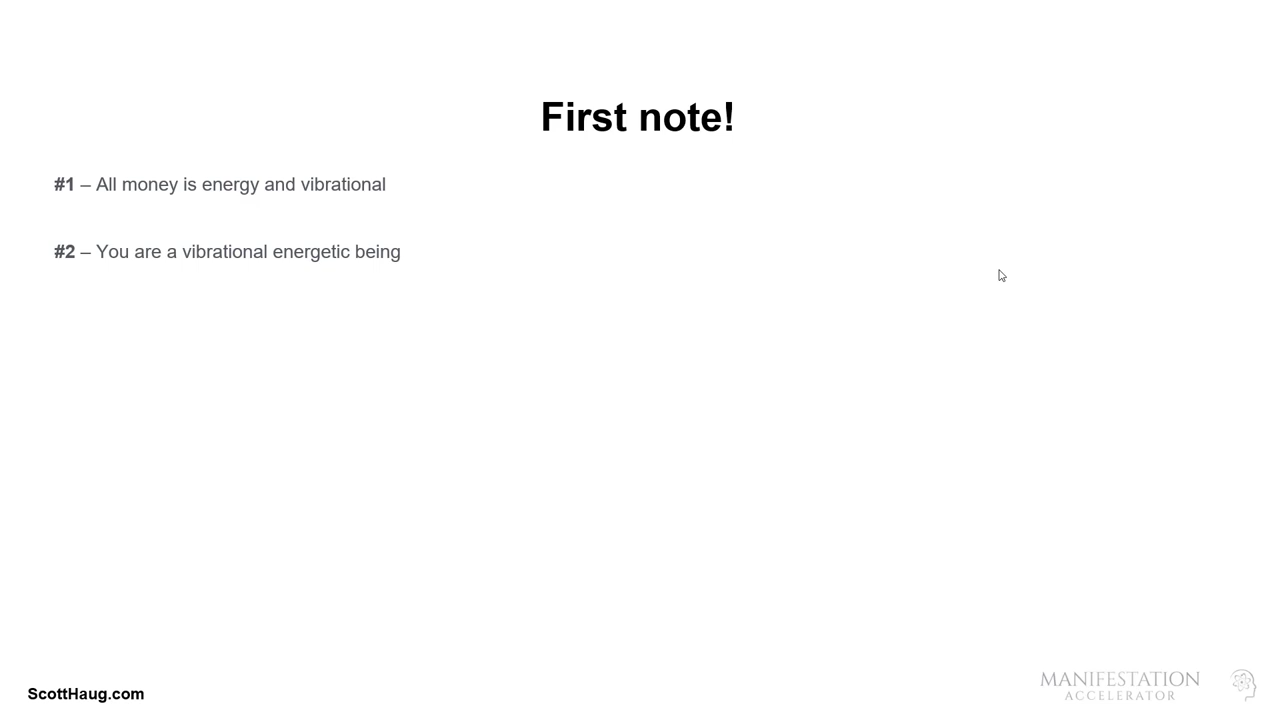 First note!
#1 – All money is energy and vibrational
#2 – You are a vibrational energetic being
ScottHaug.com
MANIFESTATION
ACCELERATOR